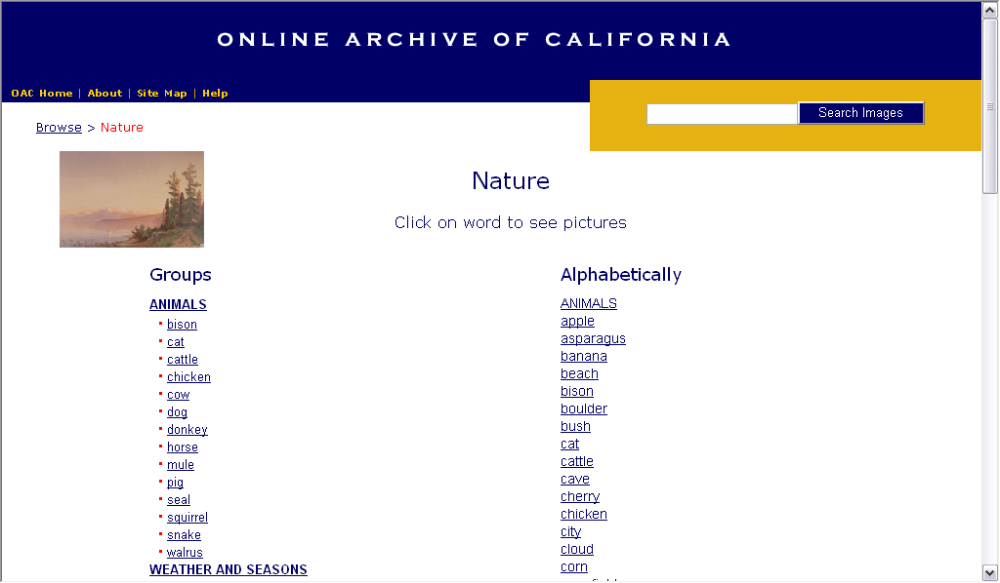 ONLINE ARCHIVE OF CALIFORNIA
OAC Home | About | Site Map | Help
Search Images
Browse > Nature
Nature
Click on word to see pictures
Groups
ANIMALS
bison
cat
cattle
chicken
cow
dog
donkey
horse
mule
pig
seal
squirrel
snake
walrus
WEATHER AND SEASONS
Alphabetically
ANIMALS
apple
asparagus
banana
beach
bison
boulder
bush
cat
cattle
cave
cherry
chicken
city
cloud
corn